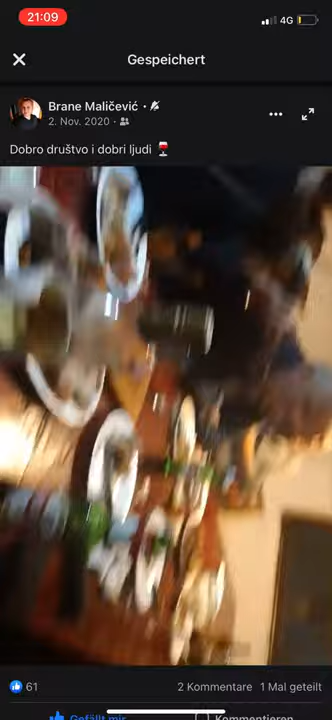 21:09
4G
Gespeichert
Brane Maličević ·
2. Nov. 2020 ·
Dobro društvo i dobri ljudi 🍷
61
2 Kommentare 1 Mal geteilt
Gefällt mir
Kommentieren